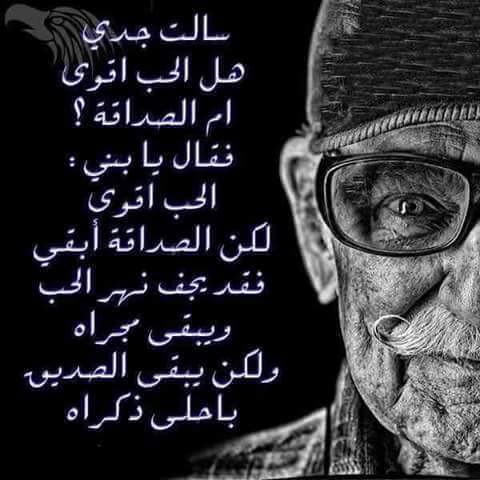 سالت جدي
هل الحب اقوى
ام الصداقة ؟
فقال يا بني :
الحب اقوى
لكن الصداقة أبقي
فقد يجف نهر الحب
ويبقى مجراه
ولكن يبقى الصديق
باحلى ذكراه